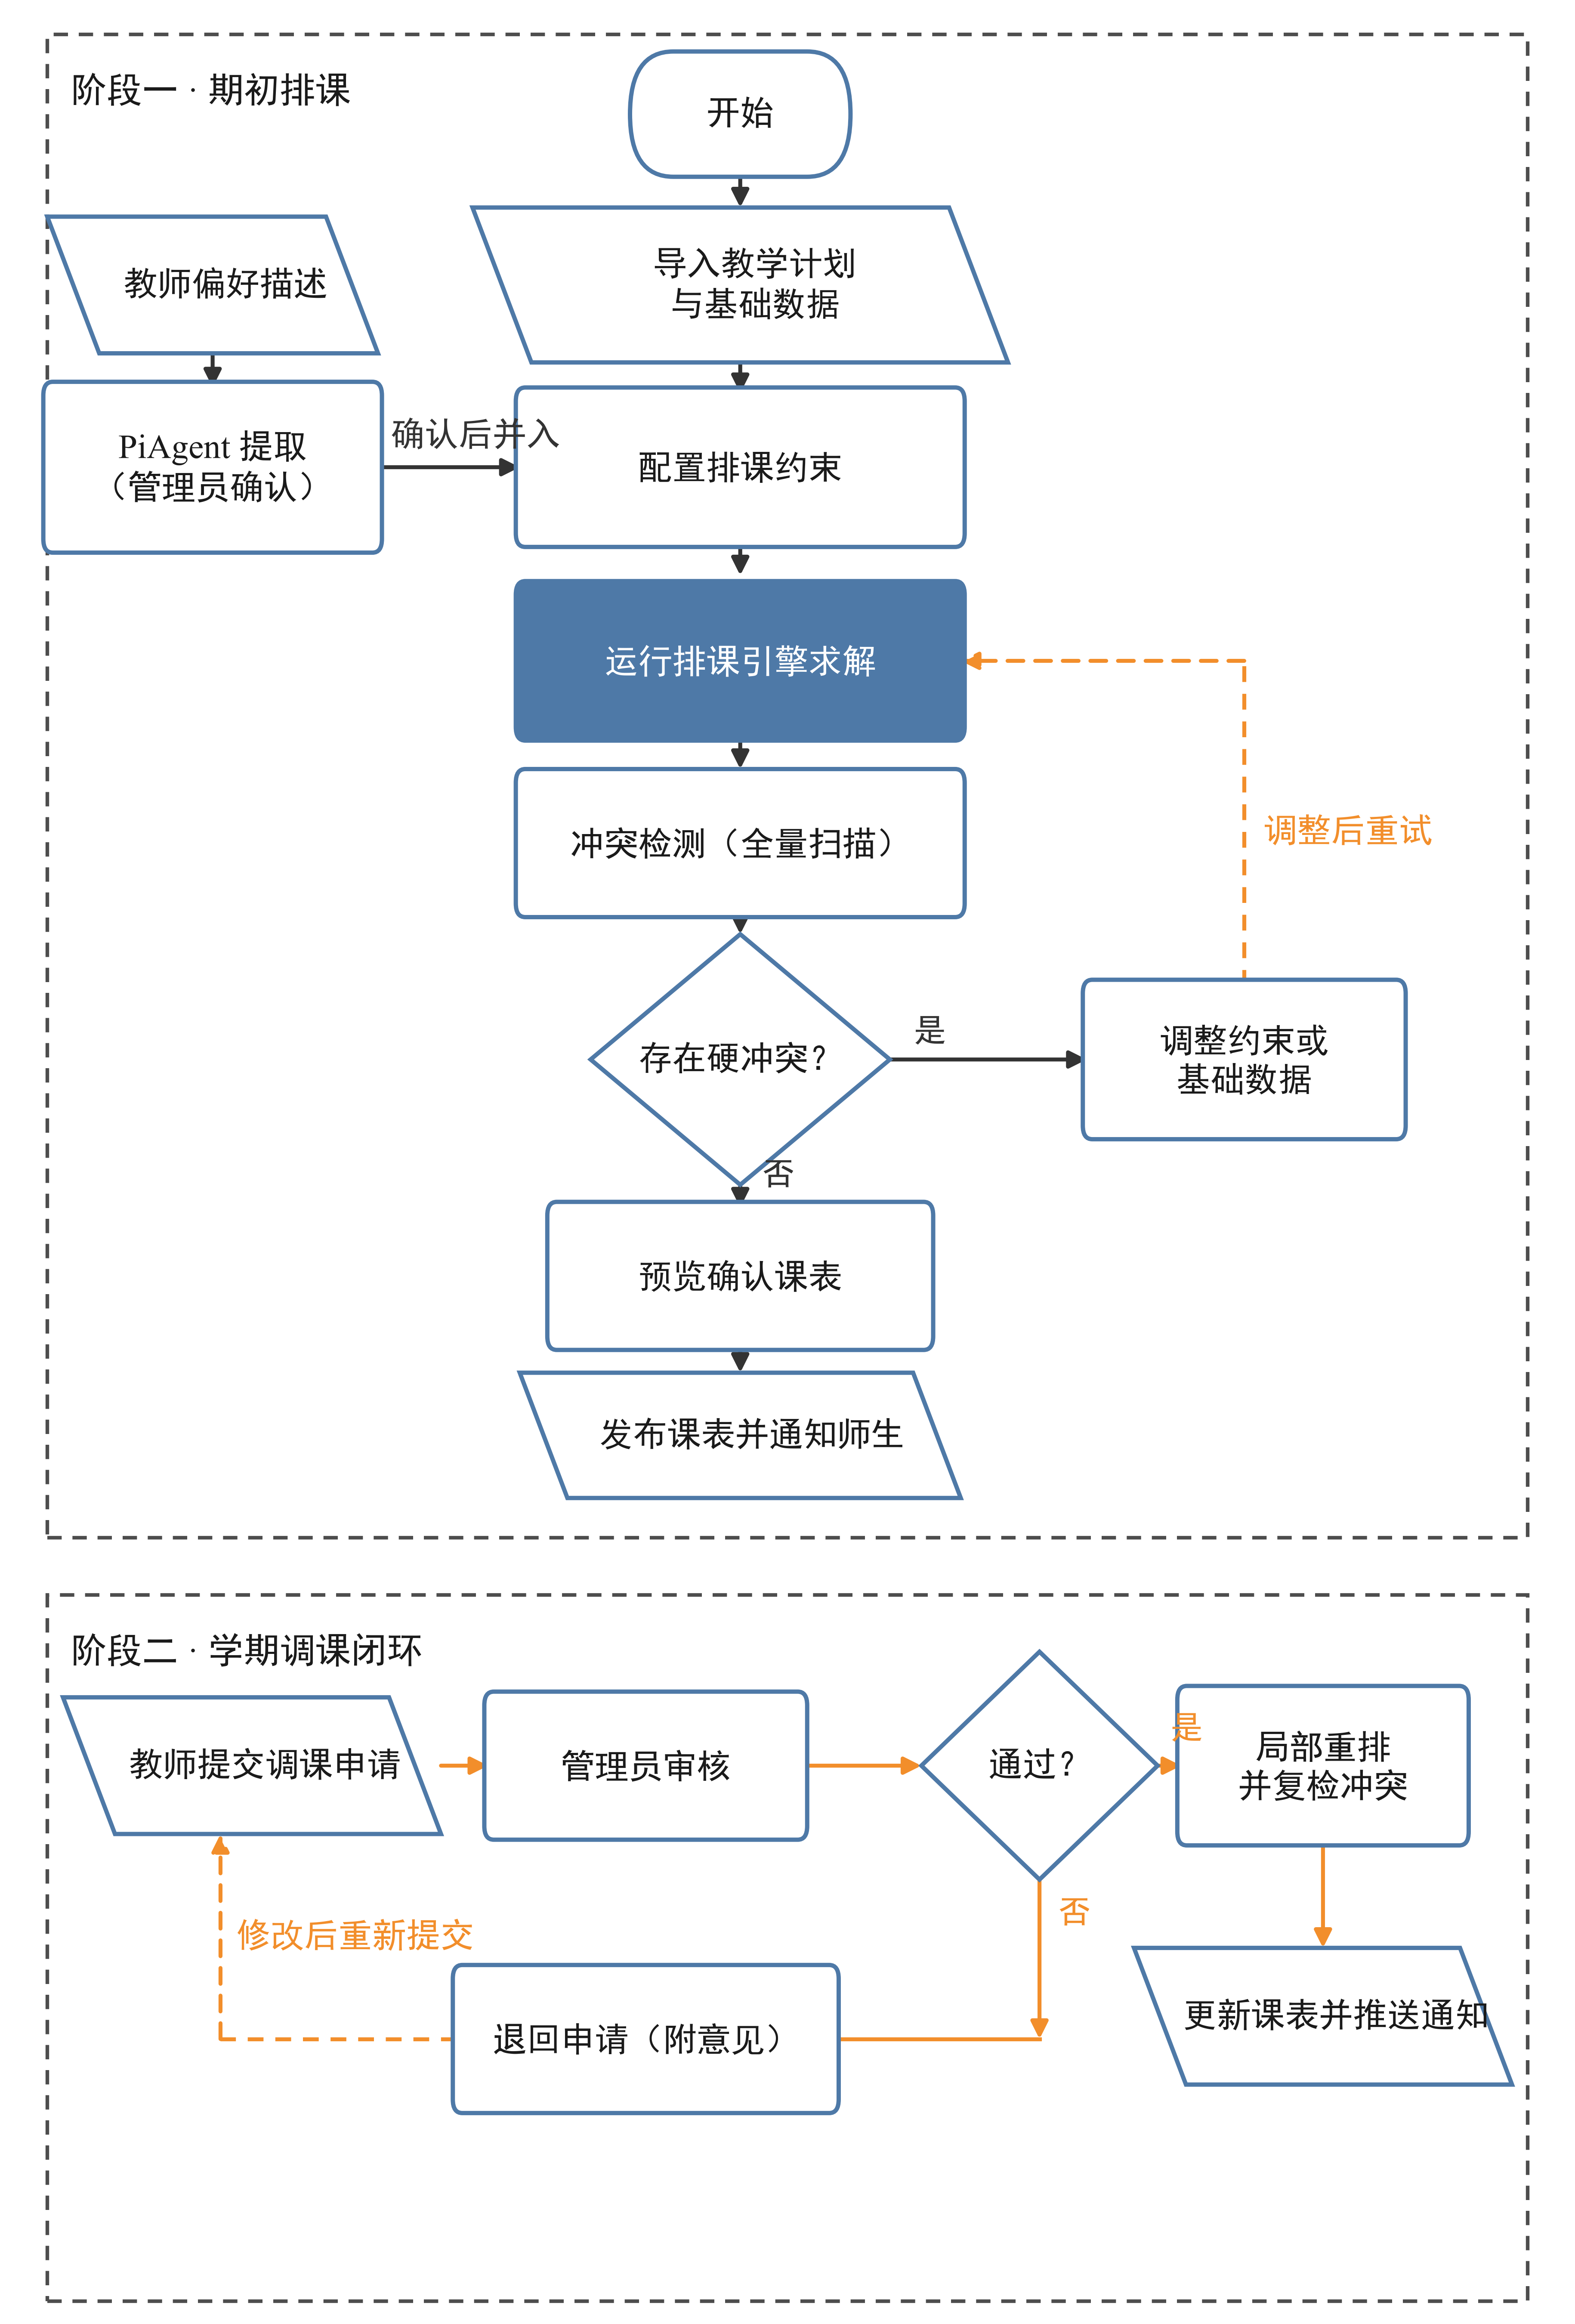 阶段一 · 期初排课
开始
教师偏好描述
导入教学计划
与基础数据
PiAgent 提取
（管理员确认）
确认后并入
配置排课约束
运行排课引擎求解
调整后重试
冲突检测（全量扫描）
存在硬冲突？
是
调整约束或
基础数据
否
预览确认课表
发布课表并通知师生
阶段二 · 学期调课闭环
教师提交调课申请
管理员审核
通过？
是
局部重排
并复检冲突
否
修改后重新提交
退回申请（附意见）
更新课表并推送通知